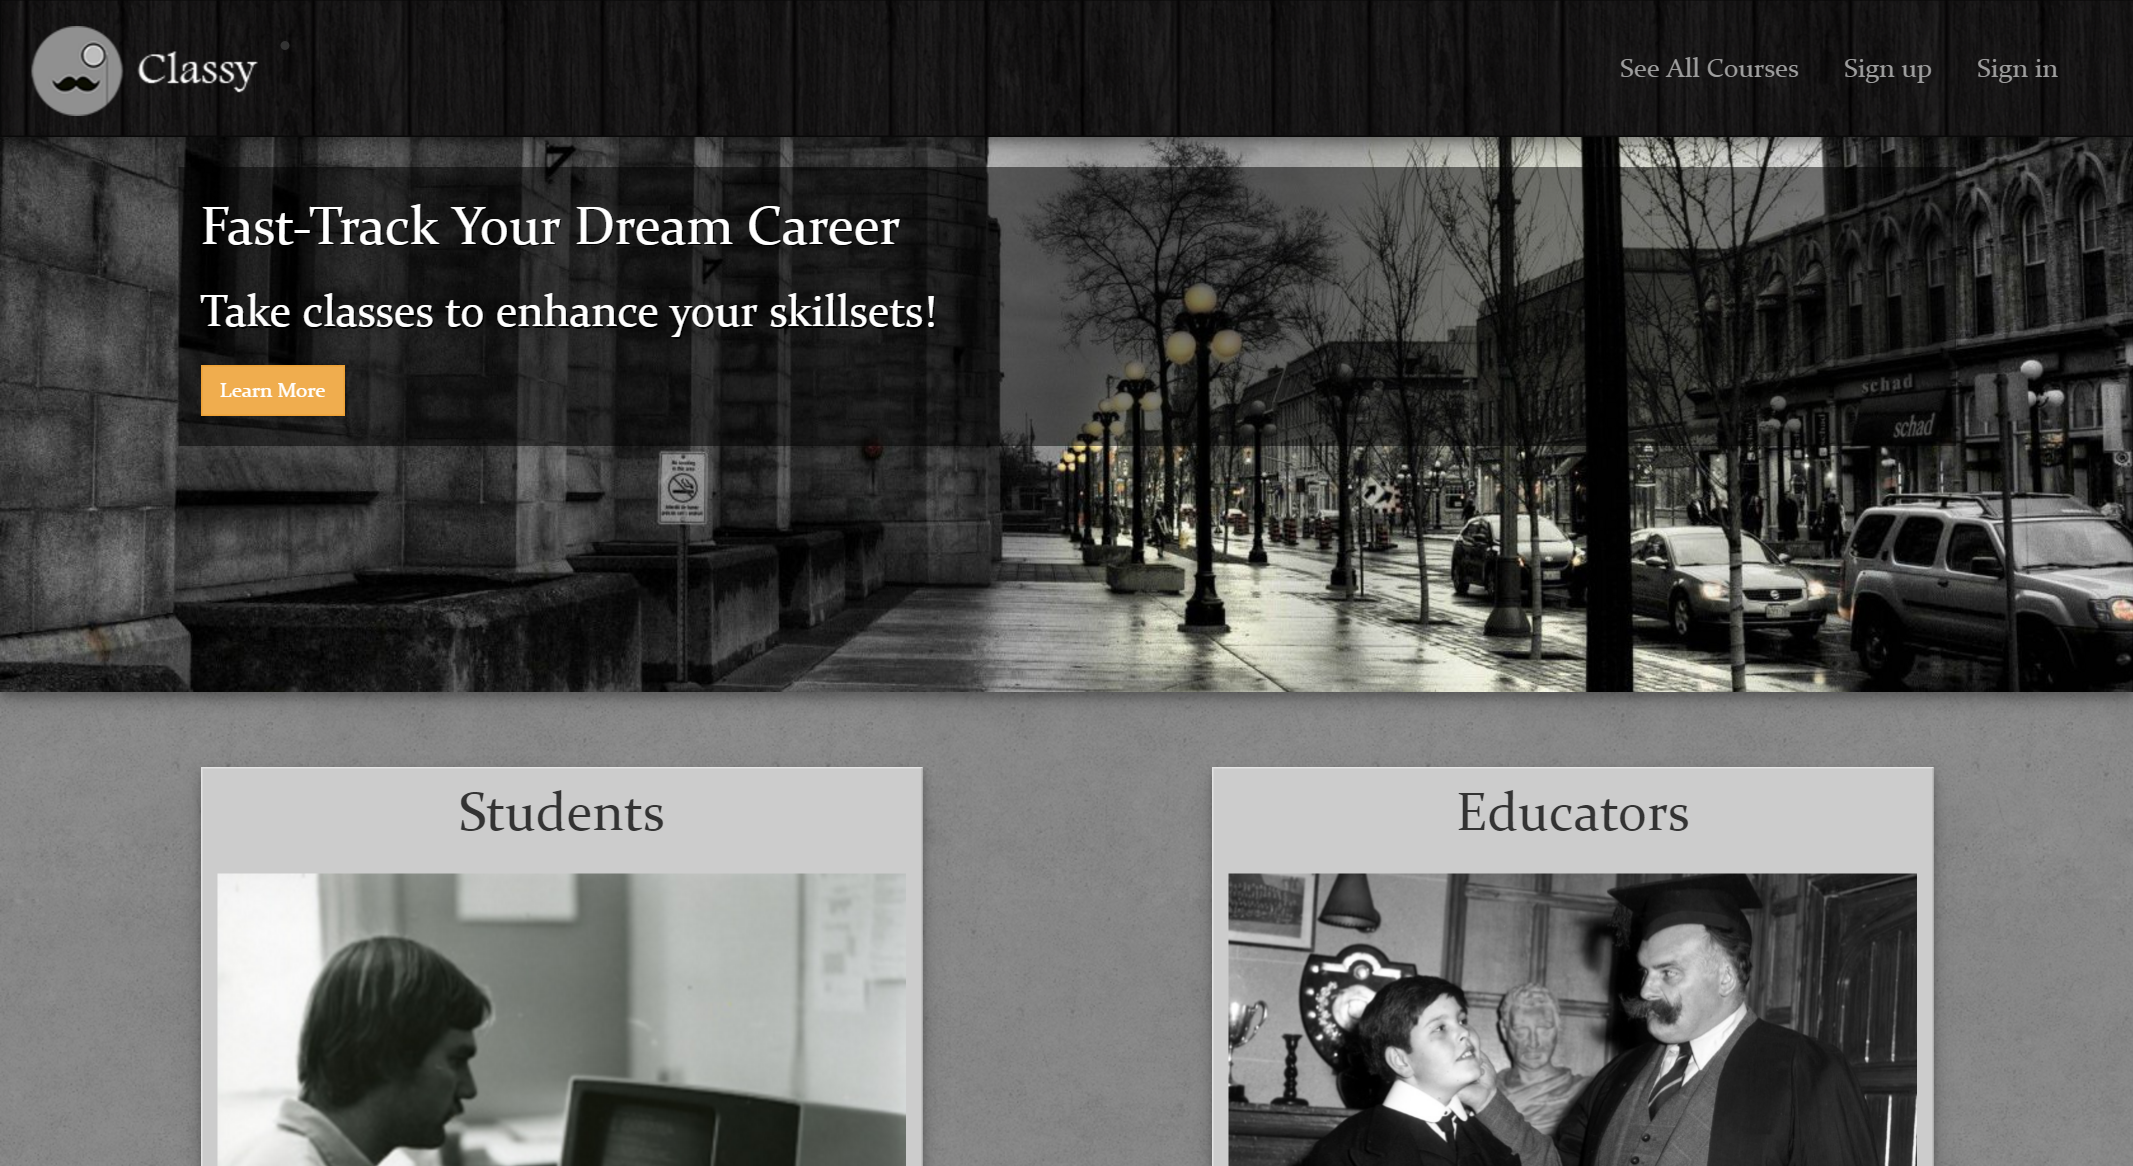 Classy
See All Courses
Sign up
Sign in
Fast-Track Your Dream Career
Take classes to enhance your skillsets!
Learn More
schad
schad
Students
Educators